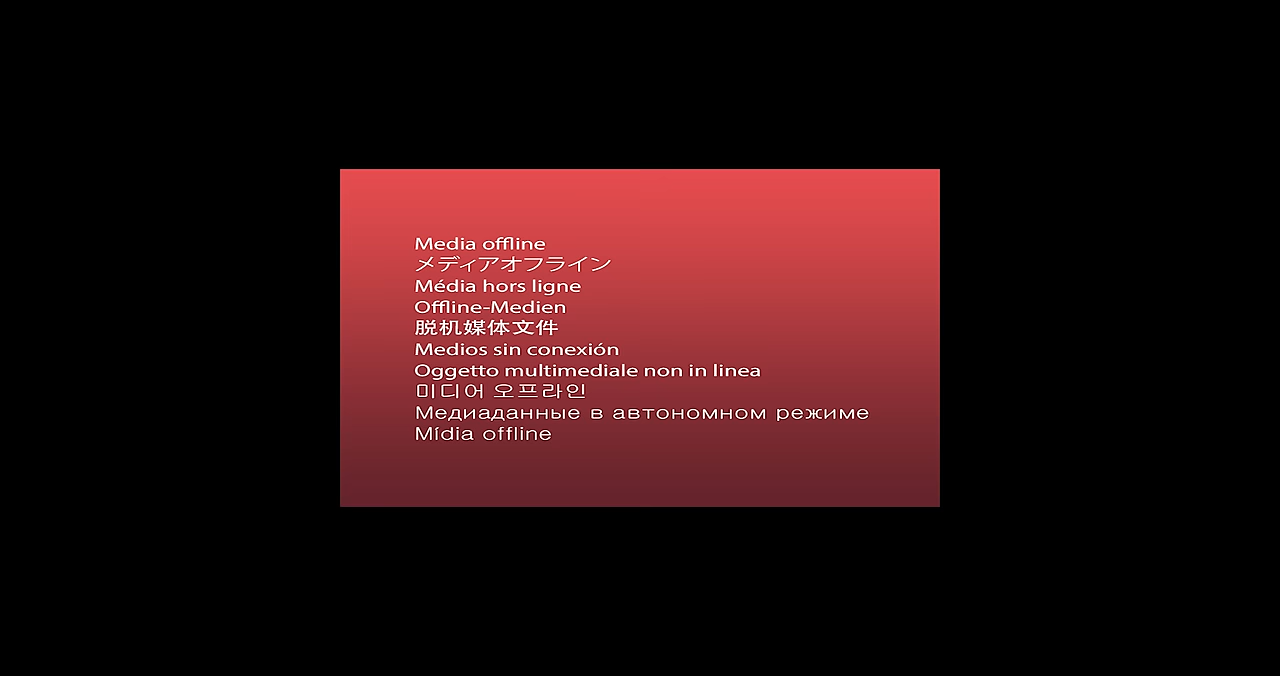 Media offline
メディアオフライン
Média hors ligne
Offline-Medien
脱机媒体文件
Medios sin conexión
Oggetto multimediale non in linea
미디어 오프라인
Медиаданные в автономном режиме
Mídia offline